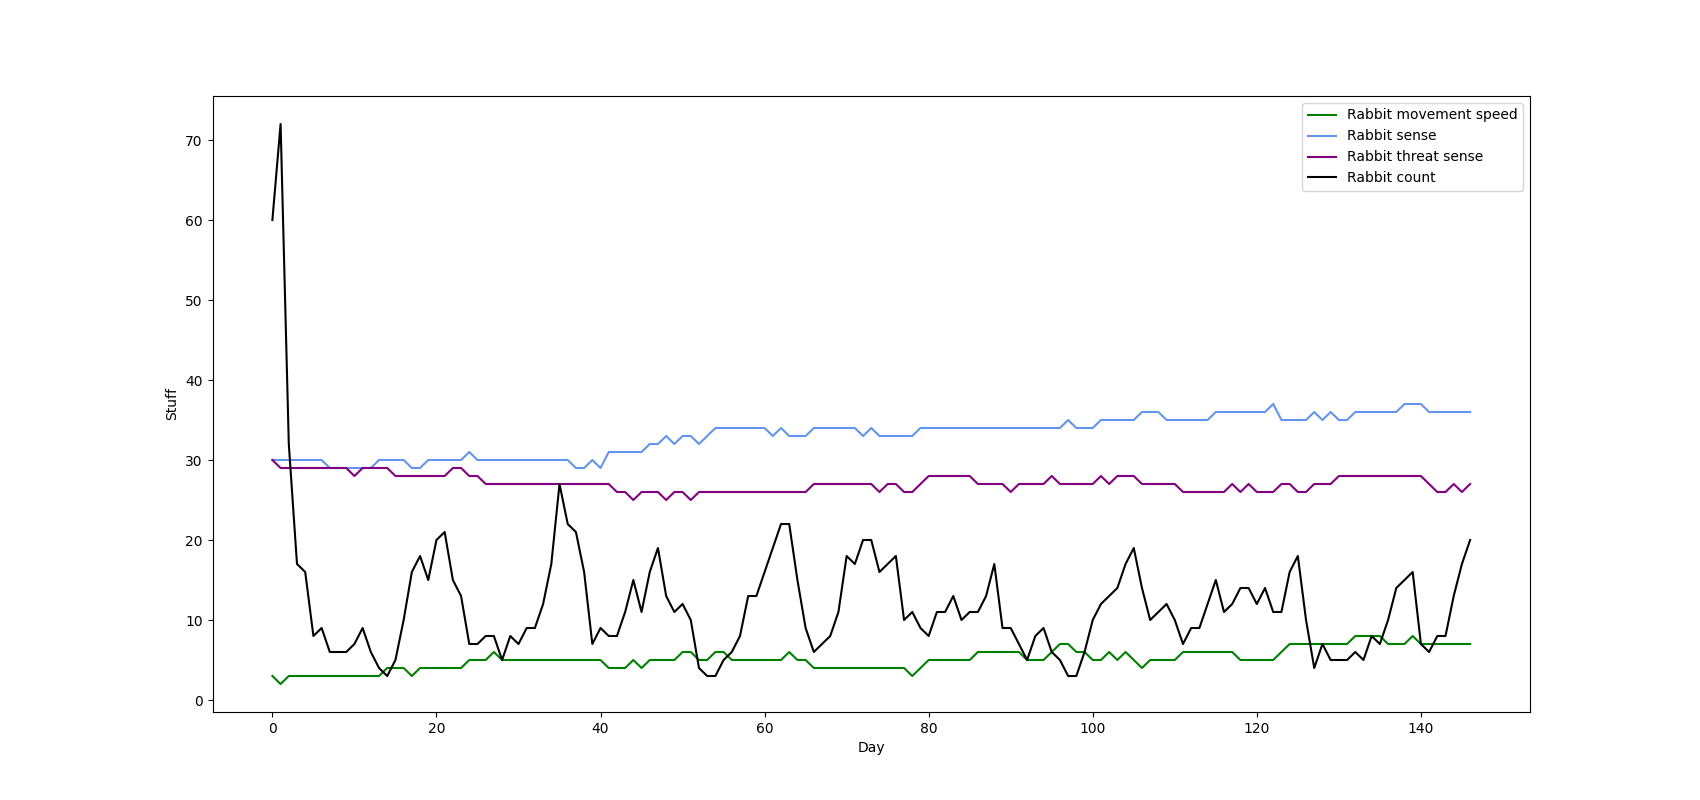 Rabbit movement speed
Rabbit sense
Rabbit threat sense
Rabbit count
70
60
50
40
30
20
10
0
Stuff
0 20 40 60 80 100 120 140
Day